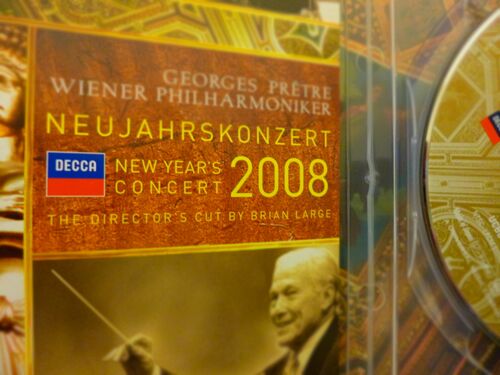 GEORGES PRÊTRE
WIENER PHILHARMONIKER
NEUJAHRSKONZERT
DECCA
NEW YEAR'S
CONCERT 2008
THE DIRECTOR'S CUT BY BRIAN LARGE